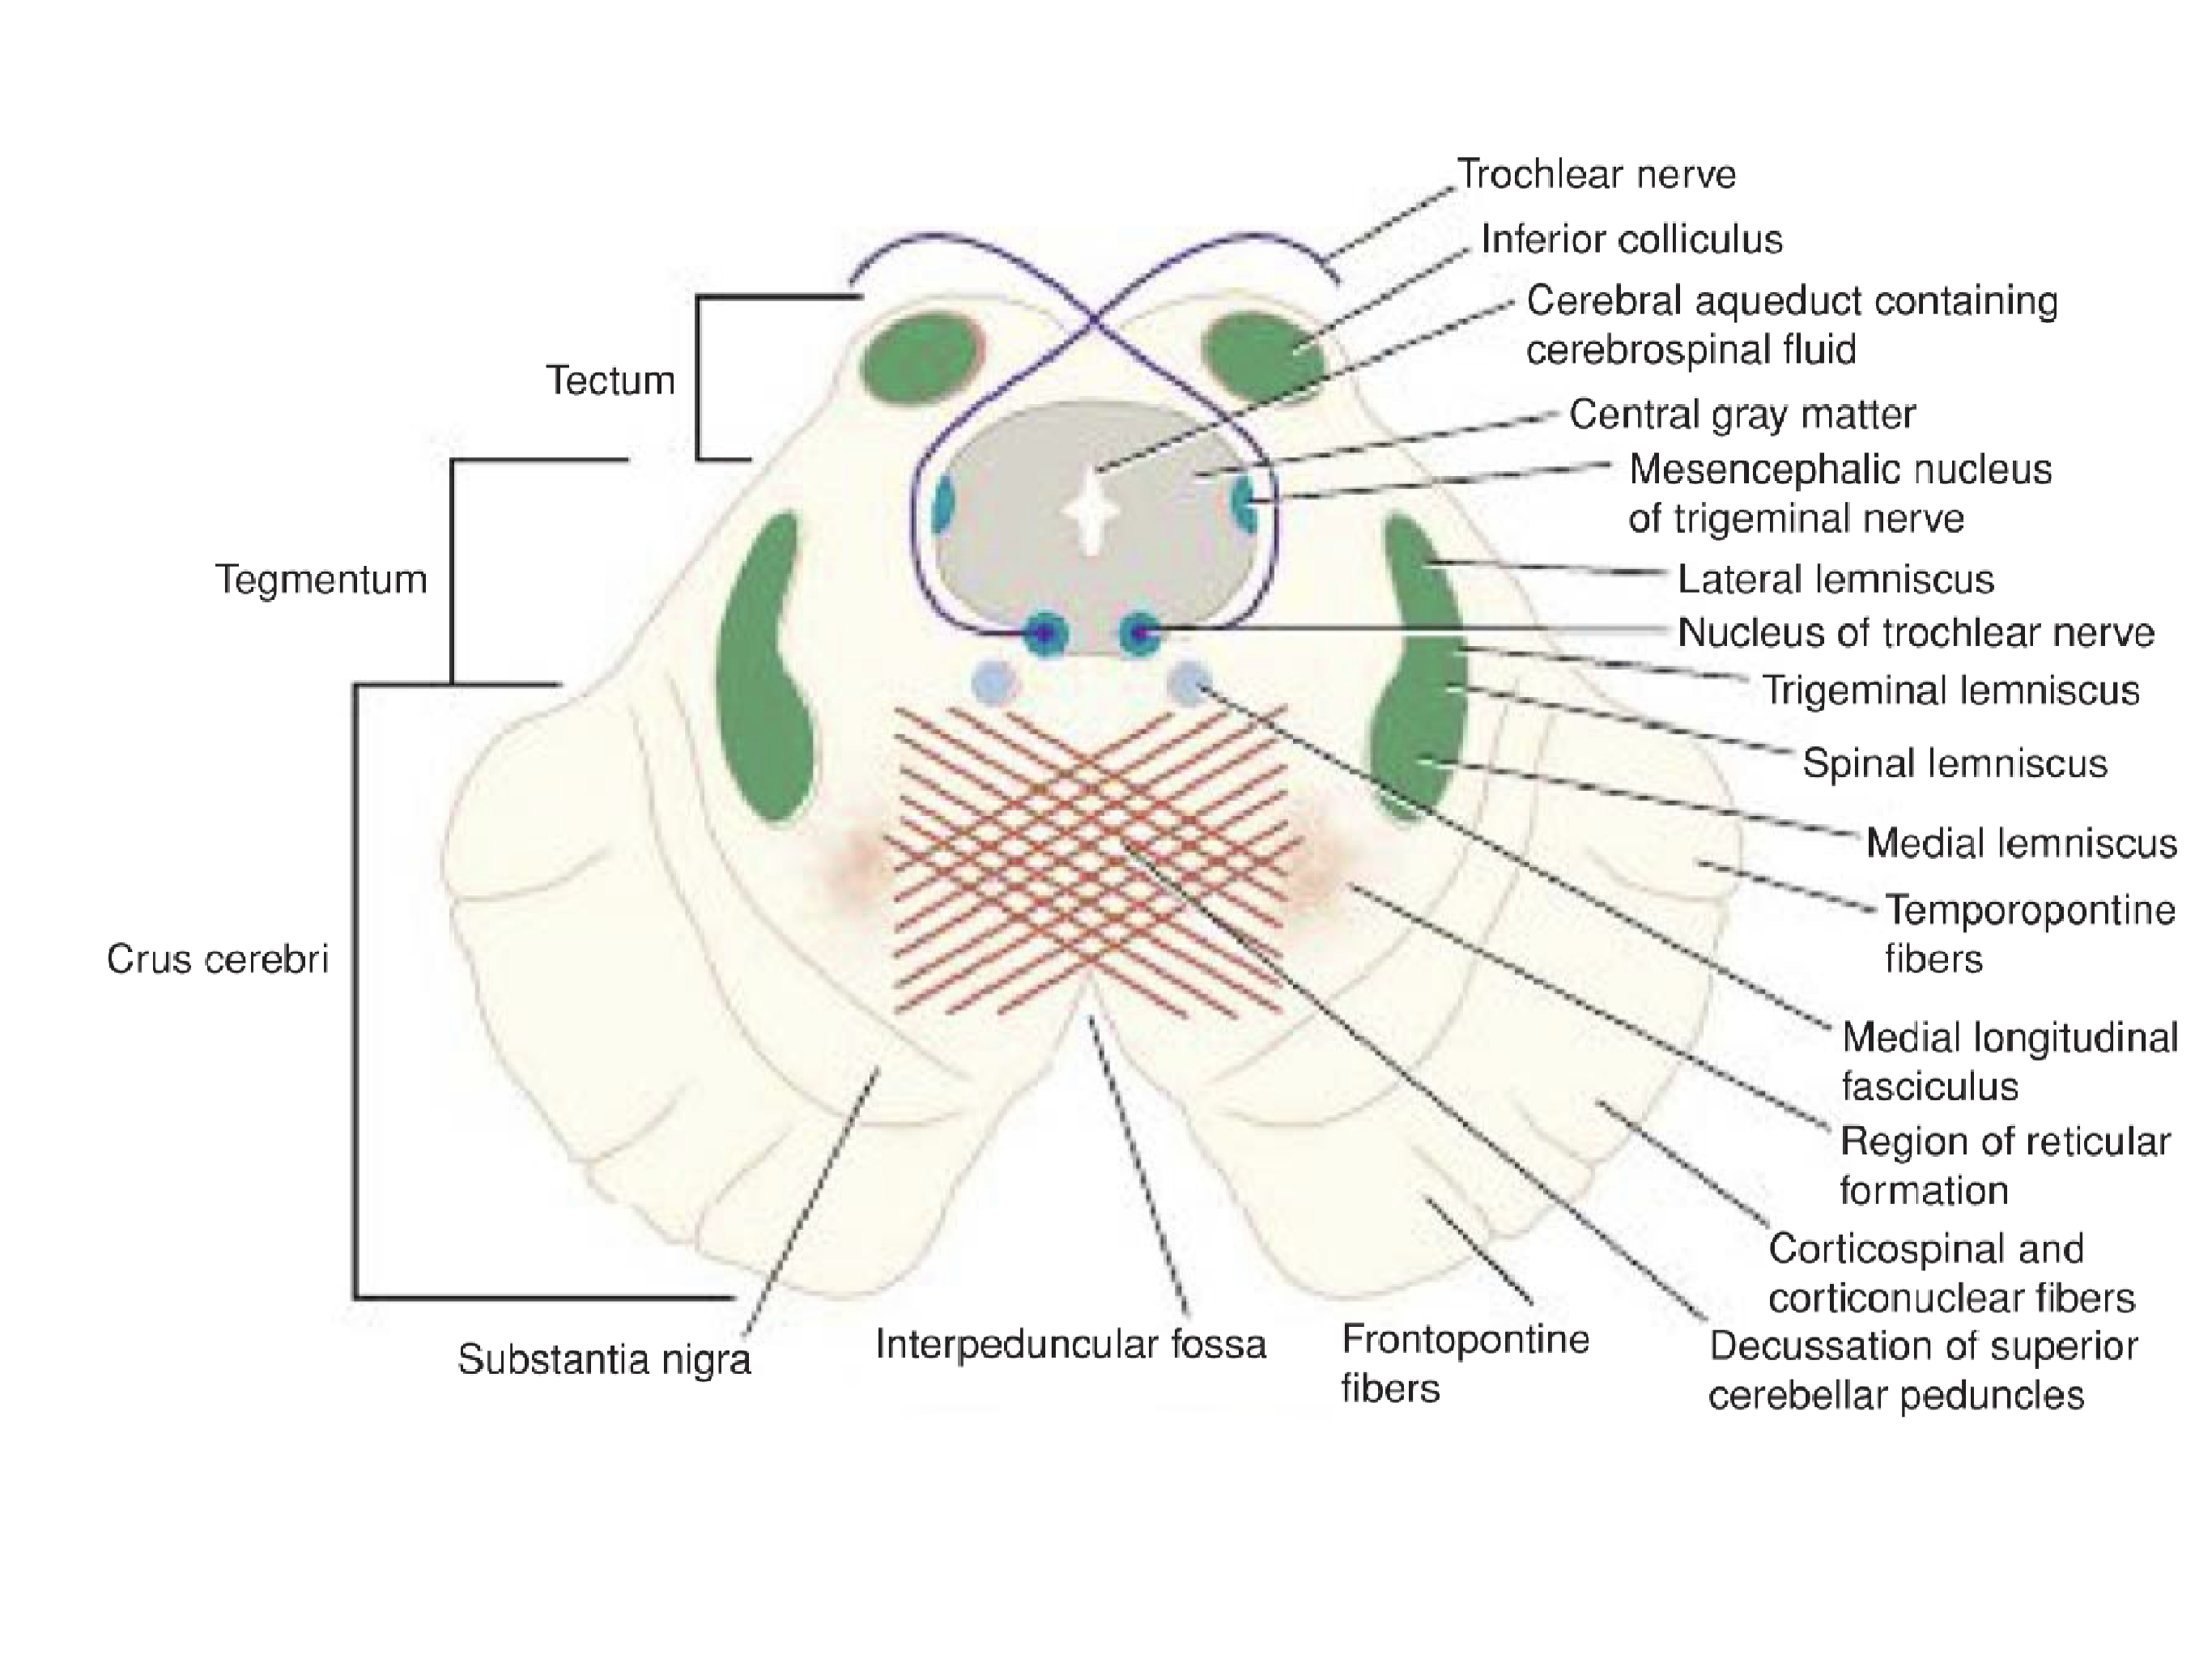 Trochlear nerve
Inferior colliculus
Cerebral aqueduct containing
cerebrospinal fluid
Central gray matter
Mesencephalic nucleus
of trigeminal nerve
Lateral lemniscus
Nucleus of trochlear nerve
Trigeminal lemniscus
Spinal lemniscus
Medial lemniscus
Temporopontine
fibers
Medial longitudinal
fasciculus
Region of reticular
formation
Corticospinal and
corticonuclear fibers
Decussation of superior
cerebellar peduncles
Frontopontine
fibers
Interpeduncular fossa
Substantia nigra
Crus cerebri
Tegmentum
Tectum